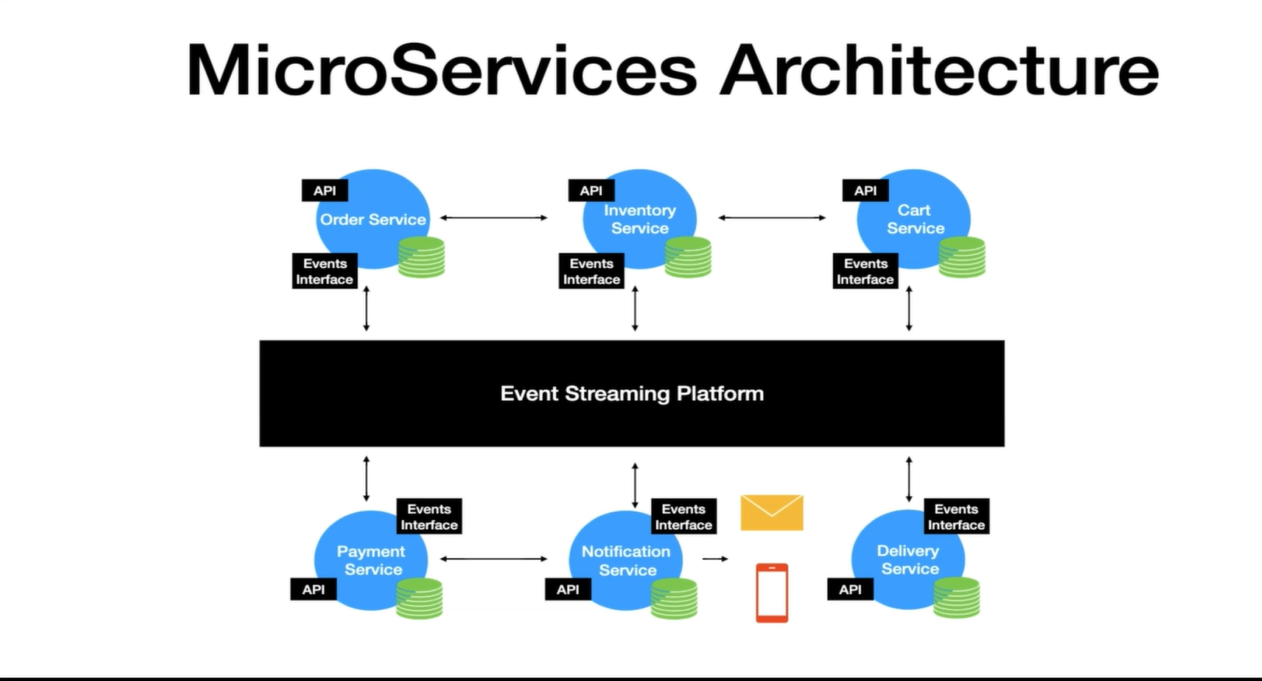 MicroServices Architecture
API
Order Service
Events
Interface
API
Inventory
Service
Events
Interface
API
Cart
Service
Events
Interface
Event Streaming Platform
Events
Interface
Payment
Service
API
Events
Interface
Notification
Service
API
Events
Interface
Delivery
Service
API